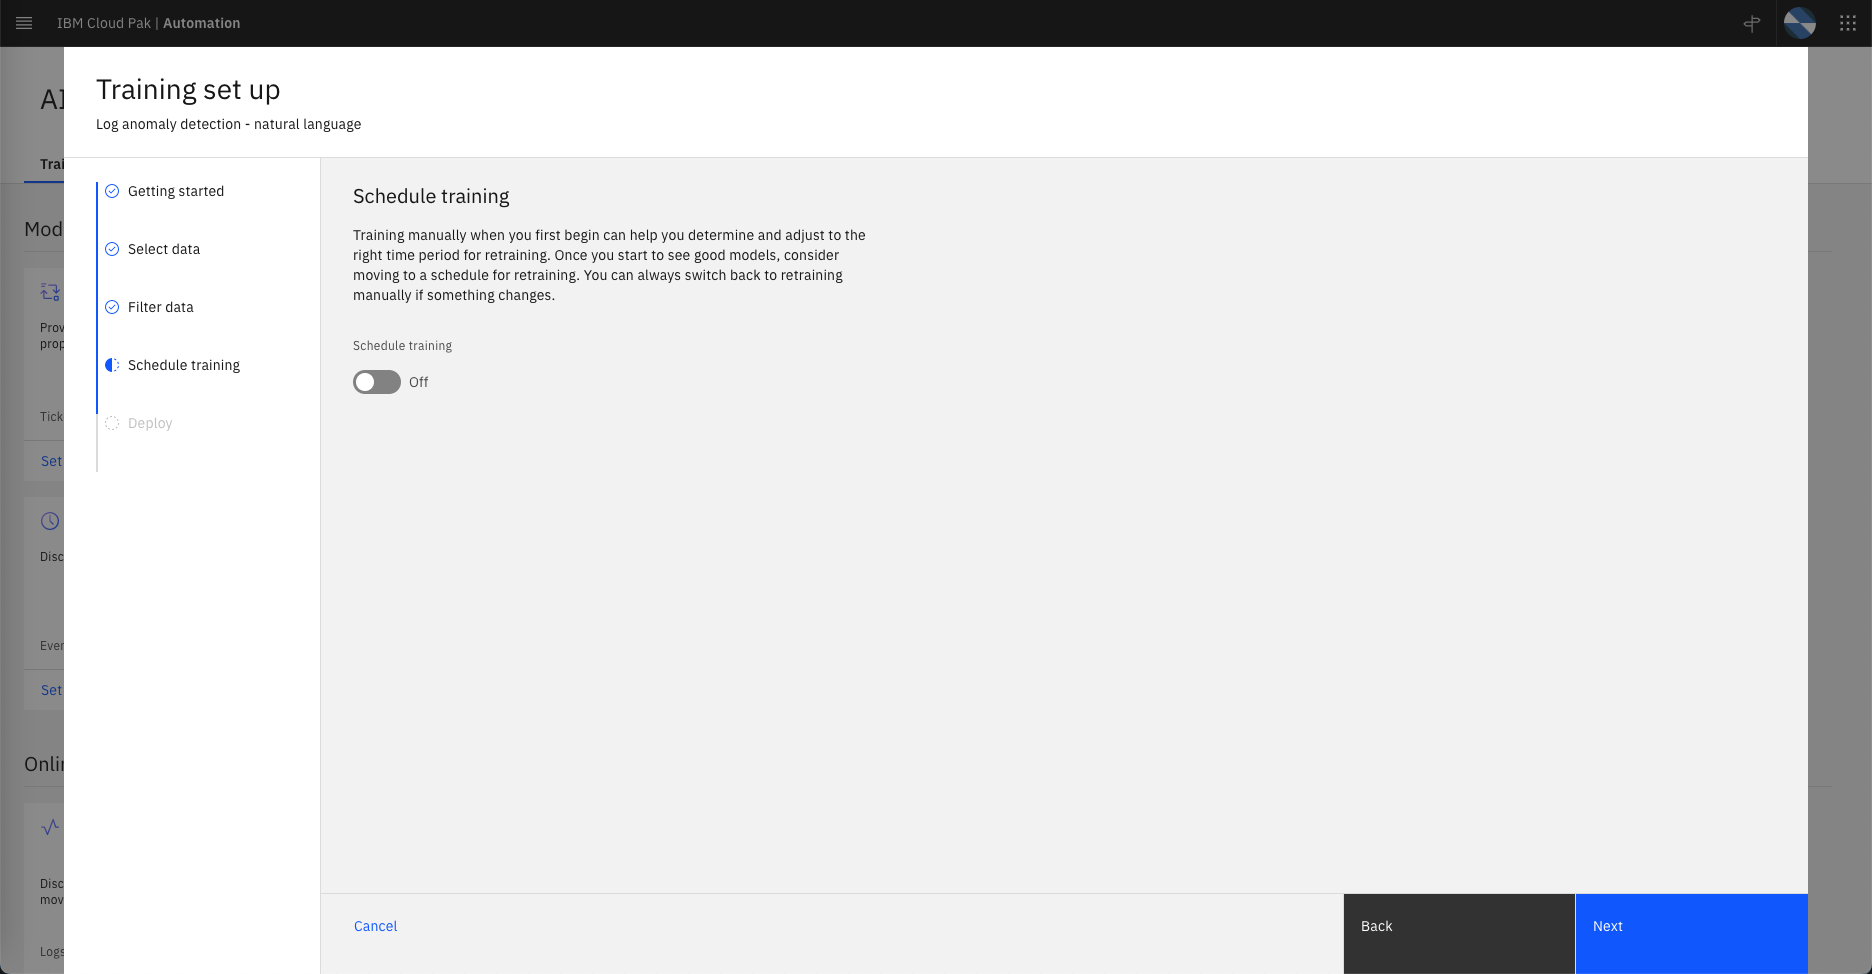 IBM Cloud Pak | Automation
AI
Training set up
Log anomaly detection - natural language
Trai
Getting started
Select data
Filter data
Schedule training
Deploy
Schedule training
Training manually when you first begin can help you determine and adjust to the
right time period for retraining. Once you start to see good models, consider
moving to a schedule for retraining. You can always switch back to retraining
manually if something changes.
Schedule training
Off
Mod
Prov
prop
Tick
Set
Disc
Ever
Set
Onlin
Disc
mov
Logs
Cancel
Back
Next